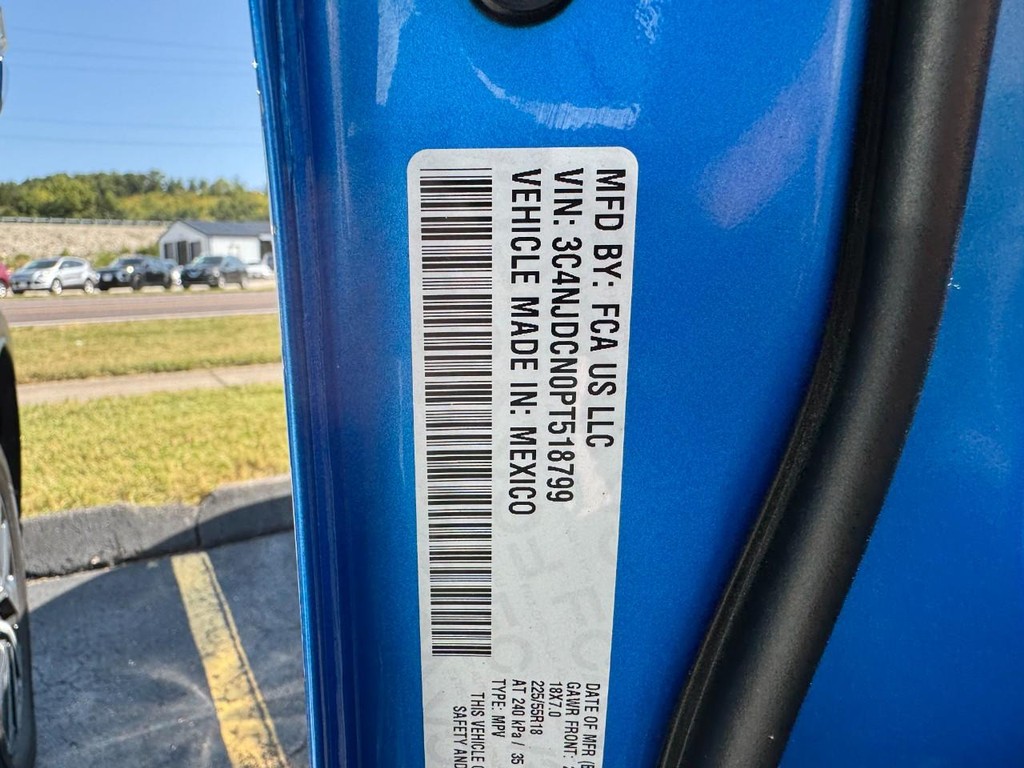 MFD BY: FCA US LLC
VIN: 3C4NJDCN0PT518799
VEHICLE MADE IN: MEXICO
DATE OF MFR
GAWR FRONT:
18X7.0
225/55R18
AT 240 kPa / 35
TYPE: MPV
THIS VEHICLE
SAFETY AND